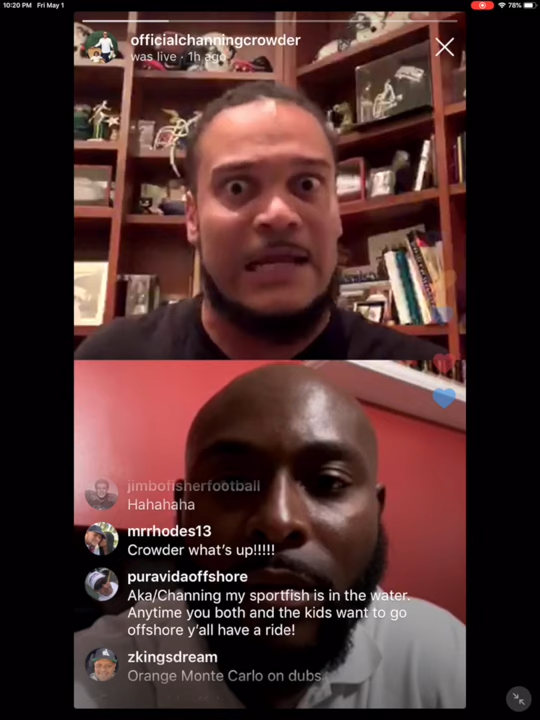 10:20 PM Fri May 1
78%
officialchanningcrowder
was live · 1h ago
jimbofisherfootball
Hahahaha
mrrhodes13
Crowder what's up!!!!!
puravidaoffshore
Aka/Channing my sportfish is in the water.
Anytime you both and the kids want to go
offshore y'all have a ride!
zkingsdream
Orange Monte Carlo on dubs